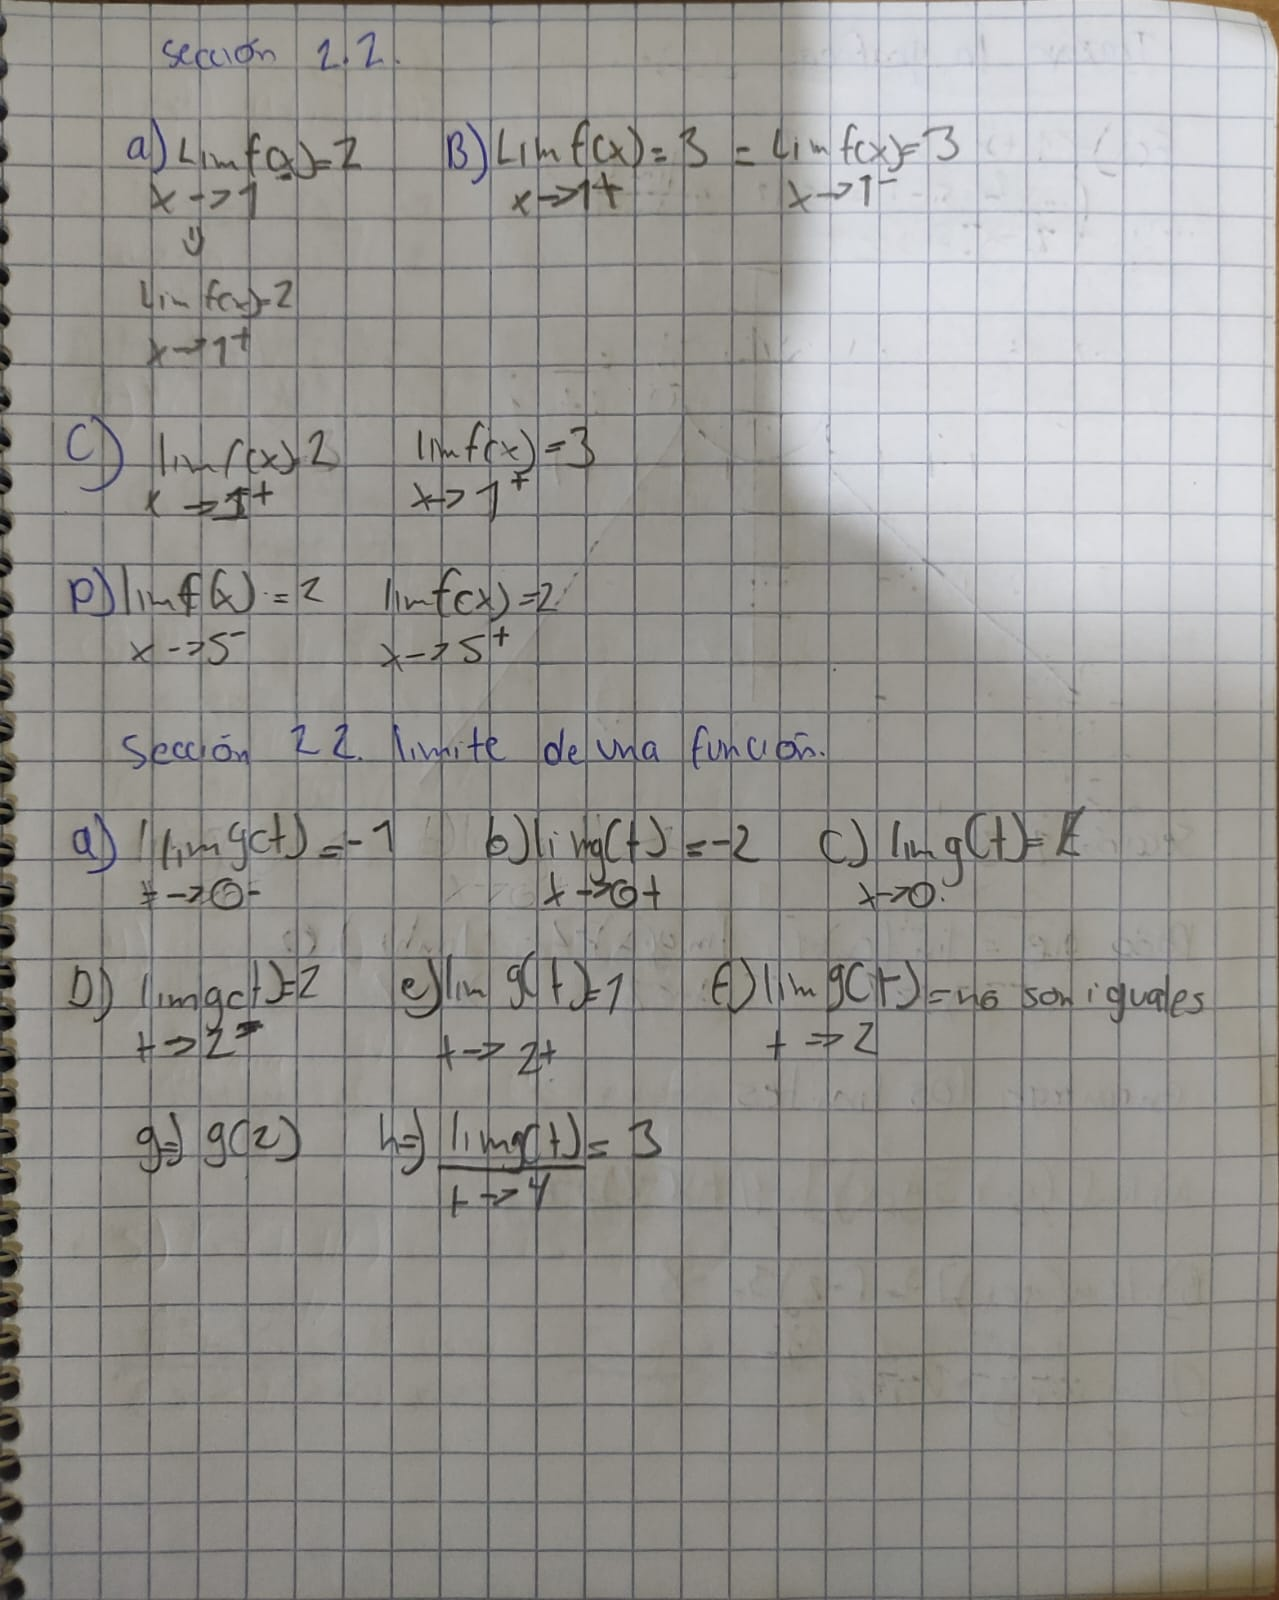 sección 2.2.
a) Lim f(x)=2 B) Lim f(x)= 3 = Lim f(x)=3
x->1⁻ x->1+ x->1⁻
Lim f(x)=2
x->1⁺
C) lim f(x) 2 lim f(x)=3
x->1⁺ x->1⁺
D) lim f(x) = 2 lim f(x)=2
x->5⁻ x->5⁺
Sección 2.2. limite de una función.
a) lim g(t)=-1 b) lim g(t)=-2 c) lim g(t)=
t->0- t->0+ x->0.
D) lim g(t)=2 e) lim g(t)=1 f) lim g(t)=no son iguales
t->2⁻ t->2+ t=>2
g=) g(2) h=) lim g(t)= 3
t->4